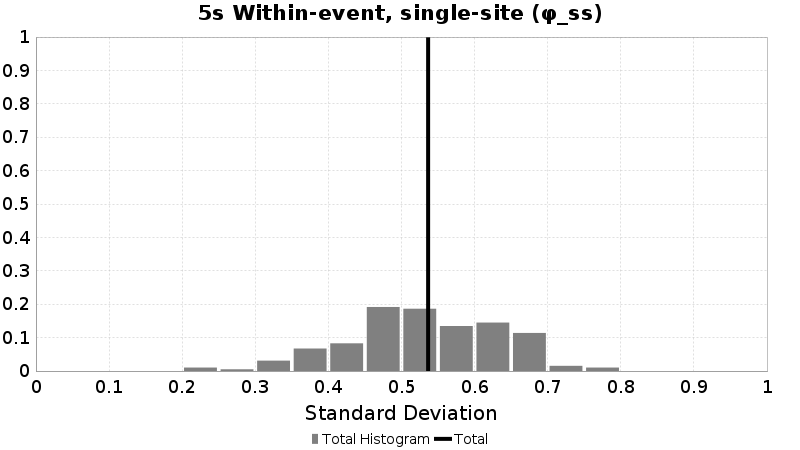 5s Within-event, single-site (φ_ss)
1
0.9
0.8
0.7
0.6
0.5
0.4
0.3
0.2
0.1
0
0 0.1 0.2 0.3 0.4 0.5 0.6 0.7 0.8 0.9 1
Standard Deviation
Total Histogram Total